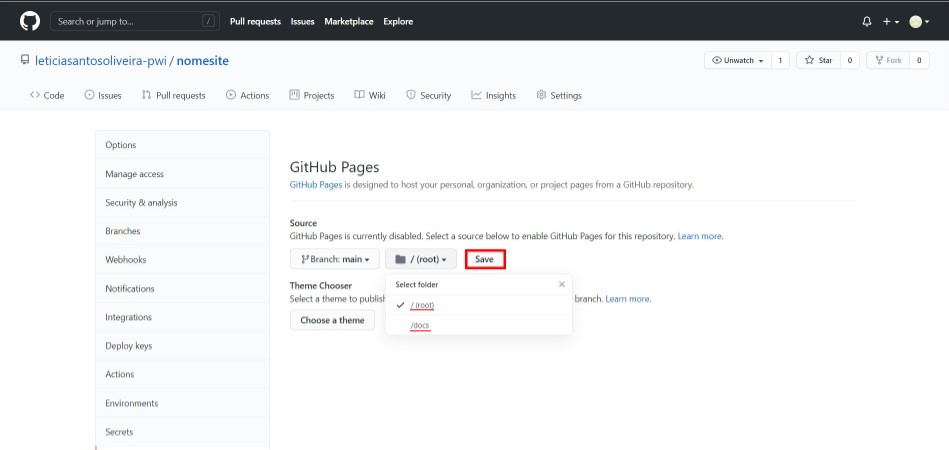 Search or jump to... /
Pull requests Issues Marketplace Explore
leticiasantosoliveira-pwi / nomesite
Unwatch 1 Star 0 Fork 0
Code Issues Pull requests Actions Projects Wiki Security Insights Settings
Options
Manage access
Security & analysis
Branches
Webhooks
Notifications
Integrations
Deploy keys
Actions
Environments
Secrets
GitHub Pages
GitHub Pages is designed to host your personal, organization, or project pages from a GitHub repository.
Source
GitHub Pages is currently disabled. Select a source below to enable GitHub Pages for this repository. Learn more.
Branch: main / (root) Save
Select folder
/ (root)
/docs
Theme Chooser
Select a theme to publish branch. Learn more.
Choose a theme